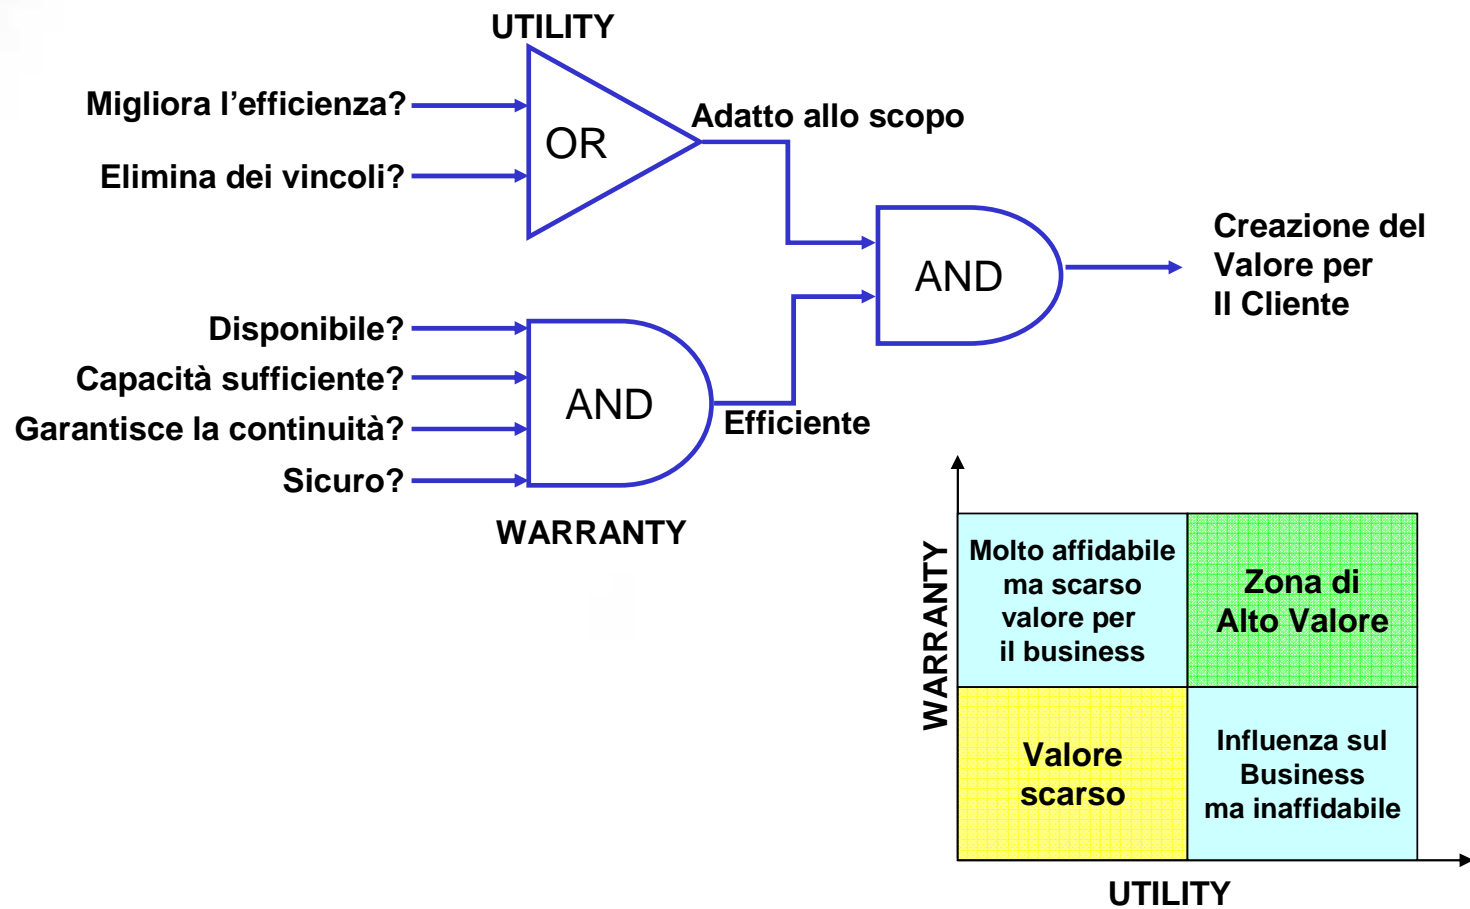 UTILITY
Migliora l'efficienza?
Elimina dei vincoli?
OR
Adatto allo scopo
AND
Creazione del
Valore per
Il Cliente
Disponibile?
Capacità sufficiente?
Garantisce la continuità?
Sicuro?
AND
Efficiente
WARRANTY
WARRANTY
Molto affidabile
ma scarso
valore per
il business
Zona di
Alto Valore
Valore
scarso
Influenza sul
Business
ma inaffidabile
UTILITY